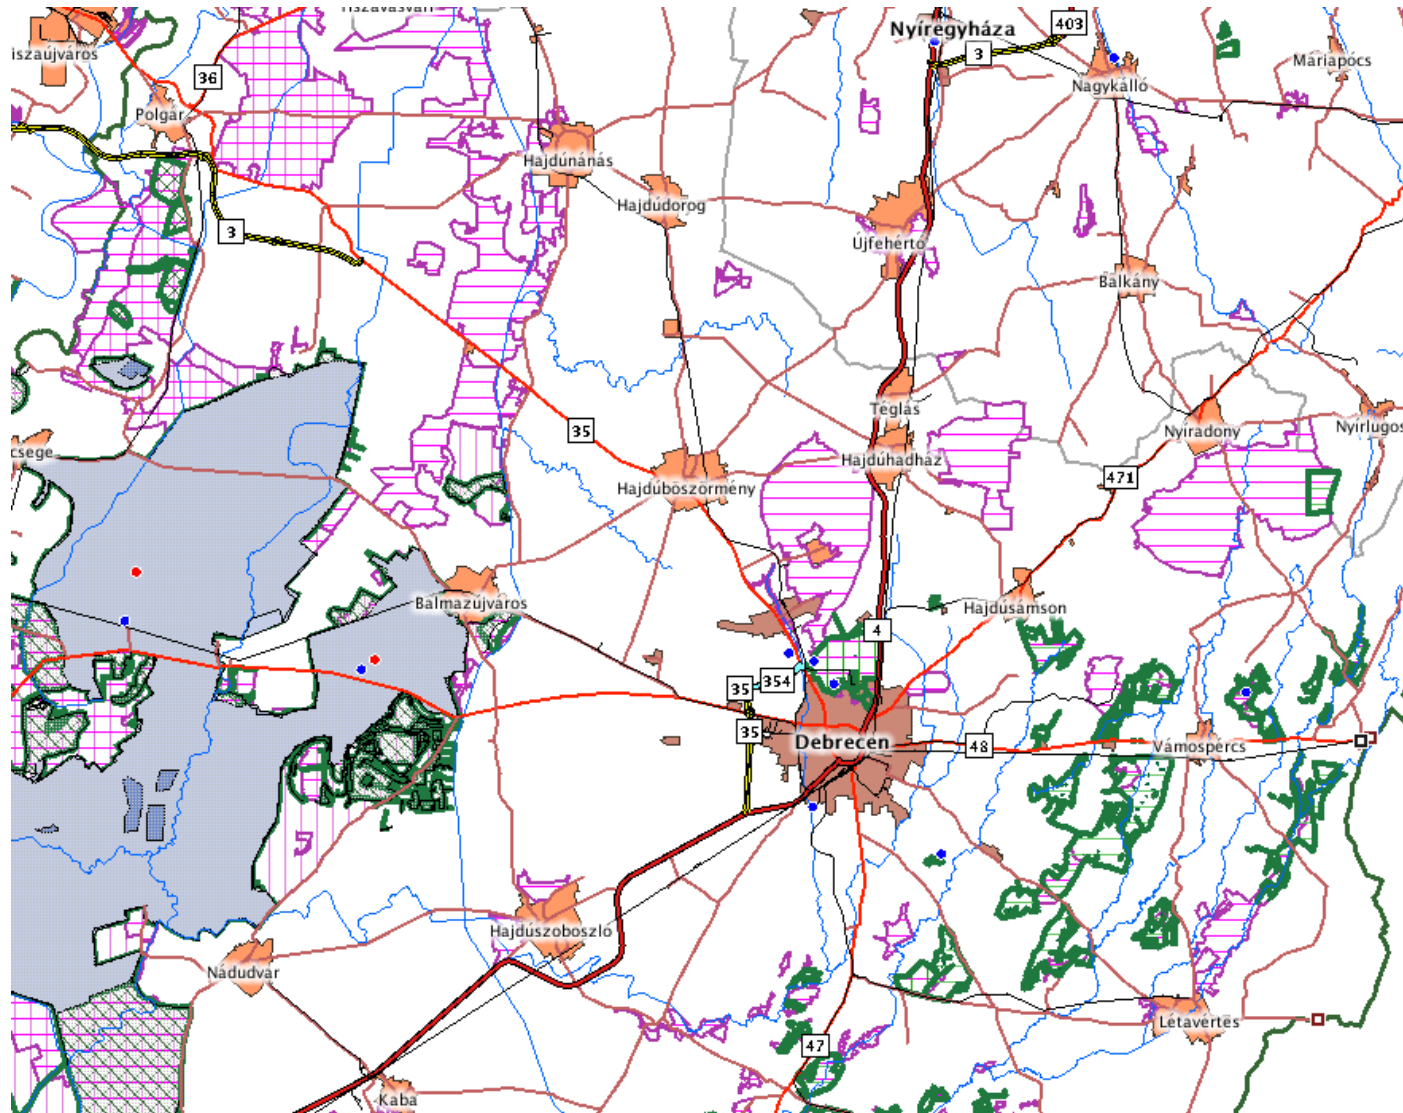 Tiszavasvári
403
Nyíregyháza
3
iszaújváros
Máriapócs
36
Nagykálló
Polgár
Hajdúnánás
Hajdúdorog
3
Újfehértó
Balkány
Téglás
35
Nyíradony
Nyírlugos
csege
Hajdúhadház
471
Hajdúböszörmény
Balmazújváros
Hajdúsámson
4
354
35
35
Debrecen
48
Vámospércs
Hajdúszoboszló
Nádudvar
Létavértes
47
Kaba